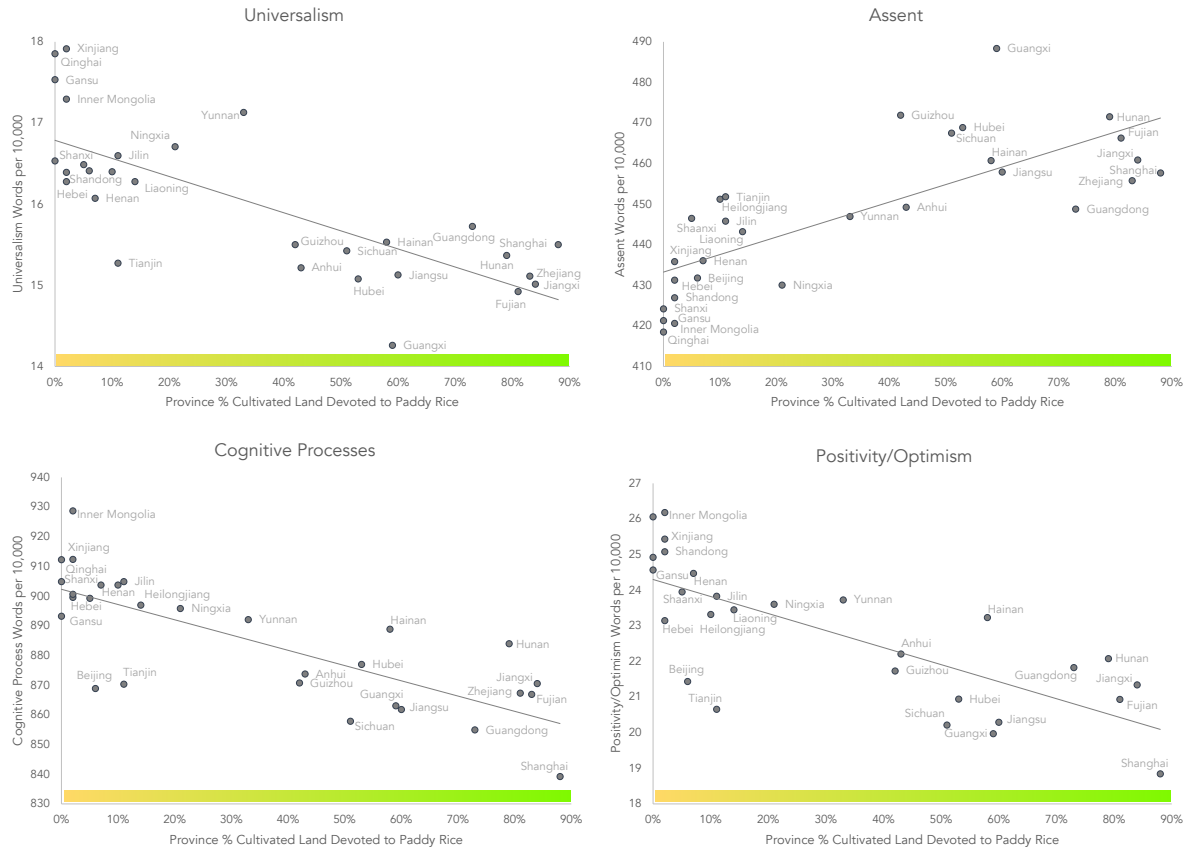 Universalism
Universalism Words per 10,000
18
17
16
15
14
Xinjiang
Qinghai
Gansu
Inner Mongolia
Yunnan
Ningxia
Shanxi
Jilin
Shandong
Liaoning
Hebei
Henan
Tianjin
Guizhou
Sichuan
Hainan
Guangdong
Shanghai
Anhui
Hubei
Jiangsu
Hunan
Zhejiang
Jiangxi
Fujian
Guangxi
0% 10% 20% 30% 40% 50% 60% 70% 80% 90%
Province % Cultivated Land Devoted to Paddy Rice
Assent
Assent Words per 10,000
490
480
470
460
450
440
430
420
410
Guangxi
Guizhou
Hubei
Sichuan
Hunan
Fujian
Hainan
Jiangxi
Jiangsu
Shanghai
Zhejiang
Tianjin
Heilongjiang
Anhui
Guangdong
Shaanxi
Jilin
Yunnan
Liaoning
Xinjiang
Henan
Beijing
Hebei
Ningxia
Shandong
Shanxi
Gansu
Inner Mongolia
Qinghai
0% 10% 20% 30% 40% 50% 60% 70% 80% 90%
Province % Cultivated Land Devoted to Paddy Rice
Cognitive Processes
Cognitive Process Words per 10,000
940
930
920
910
900
890
880
870
860
850
840
830
Inner Mongolia
Xinjiang
Qinghai
Shanxi
Jilin
Henan
Heilongjiang
Hebei
Ningxia
Gansu
Yunnan
Hainan
Hunan
Beijing
Tianjin
Hubei
Anhui
Guizhou
Jiangxi
Guangxi
Zhejiang
Fujian
Jiangsu
Sichuan
Guangdong
Shanghai
0% 10% 20% 30% 40% 50% 60% 70% 80% 90%
Province % Cultivated Land Devoted to Paddy Rice
Positivity/Optimism
Positivity/Optimism Words per 10,000
27
26
25
24
23
22
21
20
19
18
Inner Mongolia
Xinjiang
Shandong
Gansu
Henan
Shaanxi
Jilin
Ningxia
Yunnan
Liaoning
Hebei
Heilongjiang
Hainan
Anhui
Hunan
Beijing
Guizhou
Guangdong
Jiangxi
Tianjin
Hubei
Fujian
Sichuan
Jiangsu
Guangxi
Shanghai
0% 10% 20% 30% 40% 50% 60% 70% 80% 90%
Province % Cultivated Land Devoted to Paddy Rice